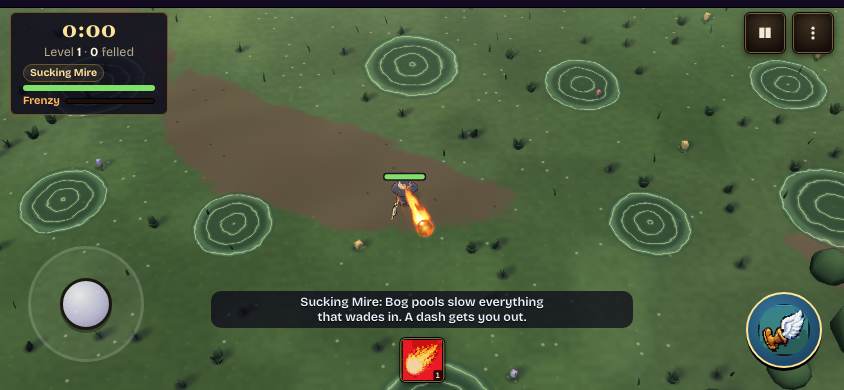 0:00
Level 1 · 0 felled
Sucking Mire
Frenzy
Sucking Mire: Bog pools slow everything
that wades in. A dash gets you out.
1